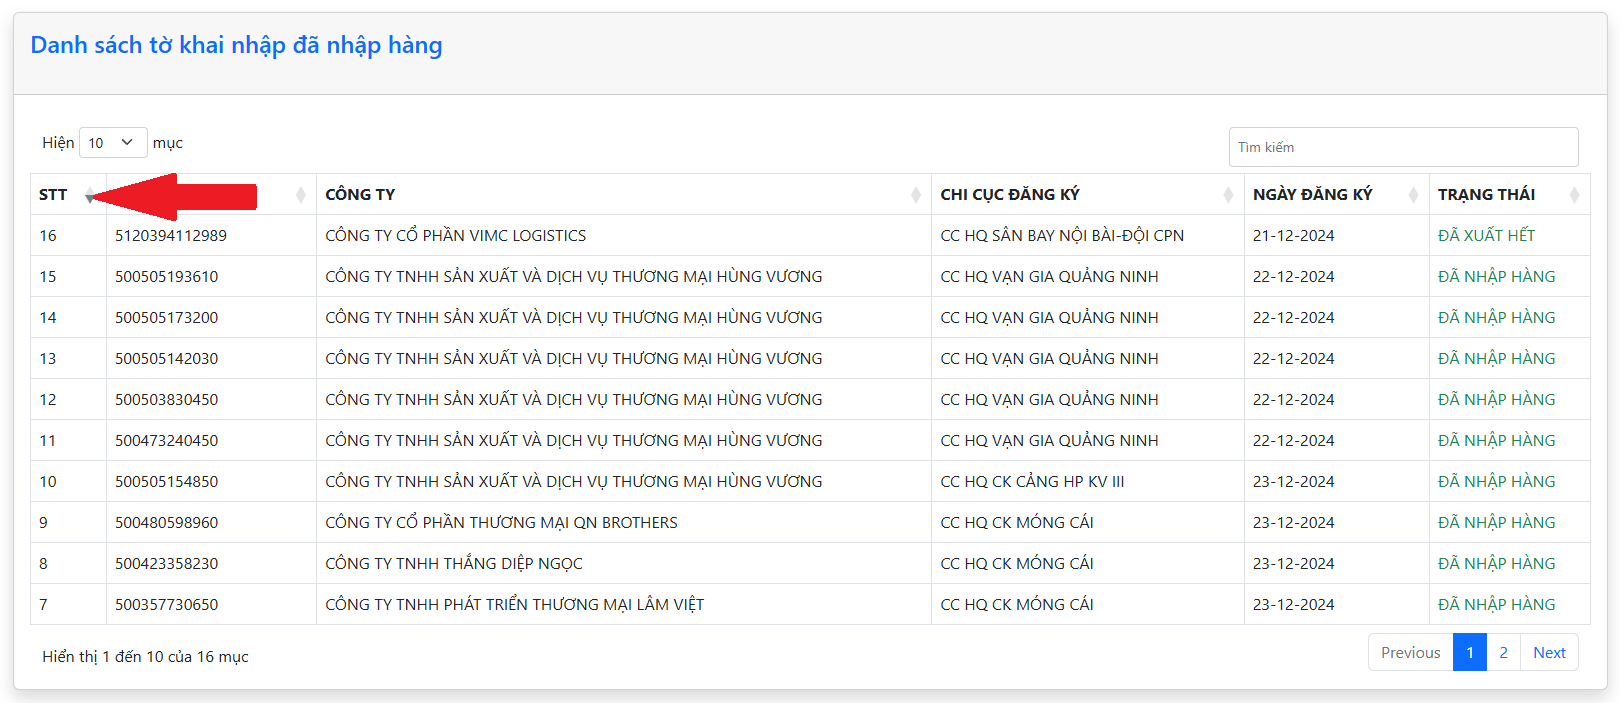 Danh sách tờ khai nhập đã nhập hàng
Hiện 10 mục
Tìm kiếm
STT CÔNG TY CHI CỤC ĐĂNG KÝ NGÀY ĐĂNG KÝ TRẠNG THÁI
16 5120394112989 CÔNG TY CỔ PHẦN VIMC LOGISTICS CC HQ SÂN BAY NỘI BÀI-ĐỘI CPN 21-12-2024 ĐÃ XUẤT HẾT
15 500505193610 CÔNG TY TNHH SẢN XUẤT VÀ DỊCH VỤ THƯƠNG MẠI HÙNG VƯƠNG CC HQ VẠN GIA QUẢNG NINH 22-12-2024 ĐÃ NHẬP HÀNG
14 500505173200 CÔNG TY TNHH SẢN XUẤT VÀ DỊCH VỤ THƯƠNG MẠI HÙNG VƯƠNG CC HQ VẠN GIA QUẢNG NINH 22-12-2024 ĐÃ NHẬP HÀNG
13 500505142030 CÔNG TY TNHH SẢN XUẤT VÀ DỊCH VỤ THƯƠNG MẠI HÙNG VƯƠNG CC HQ VẠN GIA QUẢNG NINH 22-12-2024 ĐÃ NHẬP HÀNG
12 500503830450 CÔNG TY TNHH SẢN XUẤT VÀ DỊCH VỤ THƯƠNG MẠI HÙNG VƯƠNG CC HQ VẠN GIA QUẢNG NINH 22-12-2024 ĐÃ NHẬP HÀNG
11 500473240450 CÔNG TY TNHH SẢN XUẤT VÀ DỊCH VỤ THƯƠNG MẠI HÙNG VƯƠNG CC HQ VẠN GIA QUẢNG NINH 22-12-2024 ĐÃ NHẬP HÀNG
10 500505154850 CÔNG TY TNHH SẢN XUẤT VÀ DỊCH VỤ THƯƠNG MẠI HÙNG VƯƠNG CC HQ CK CẢNG HP KV III 23-12-2024 ĐÃ NHẬP HÀNG
9 500480598960 CÔNG TY CỔ PHẦN THƯƠNG MẠI QN BROTHERS CC HQ CK MÓNG CÁI 23-12-2024 ĐÃ NHẬP HÀNG
8 500423358230 CÔNG TY TNHH THẮNG DIỆP NGỌC CC HQ CK MÓNG CÁI 23-12-2024 ĐÃ NHẬP HÀNG
7 500357730650 CÔNG TY TNHH PHÁT TRIỂN THƯƠNG MẠI LÂM VIỆT CC HQ CK MÓNG CÁI 23-12-2024 ĐÃ NHẬP HÀNG
Hiển thị 1 đến 10 của 16 mục
Previous 1 2 Next